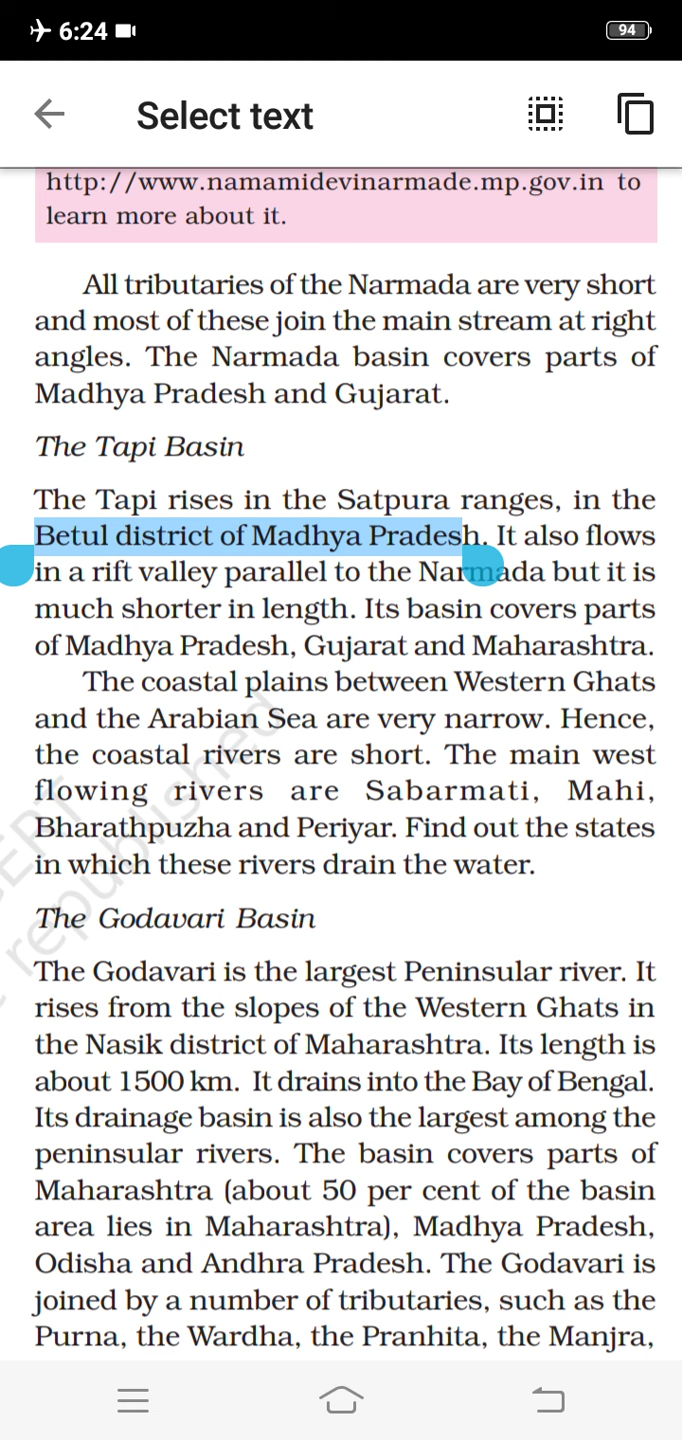 6:24
94
Select text
http://www.namamidevinarmade.mp.gov.in to
learn more about it.
All tributaries of the Narmada are very short
and most of these join the main stream at right
angles. The Narmada basin covers parts of
Madhya Pradesh and Gujarat.
The Tapi Basin
The Tapi rises in the Satpura ranges, in the
Betul district of Madhya Pradesh. It also flows
in a rift valley parallel to the Narmada but it is
much shorter in length. Its basin covers parts
of Madhya Pradesh, Gujarat and Maharashtra.
The coastal plains between Western Ghats
and the Arabian Sea are very narrow. Hence,
the coastal rivers are short. The main west
flowing rivers are Sabarmati, Mahi,
Bharathpuzha and Periyar. Find out the states
in which these rivers drain the water.
The Godavari Basin
The Godavari is the largest Peninsular river. It
rises from the slopes of the Western Ghats in
the Nasik district of Maharashtra. Its length is
about 1500 km. It drains into the Bay of Bengal.
Its drainage basin is also the largest among the
peninsular rivers. The basin covers parts of
Maharashtra (about 50 per cent of the basin
area lies in Maharashtra), Madhya Pradesh,
Odisha and Andhra Pradesh. The Godavari is
joined by a number of tributaries, such as the
Purna, the Wardha, the Pranhita, the Manjra,
republished